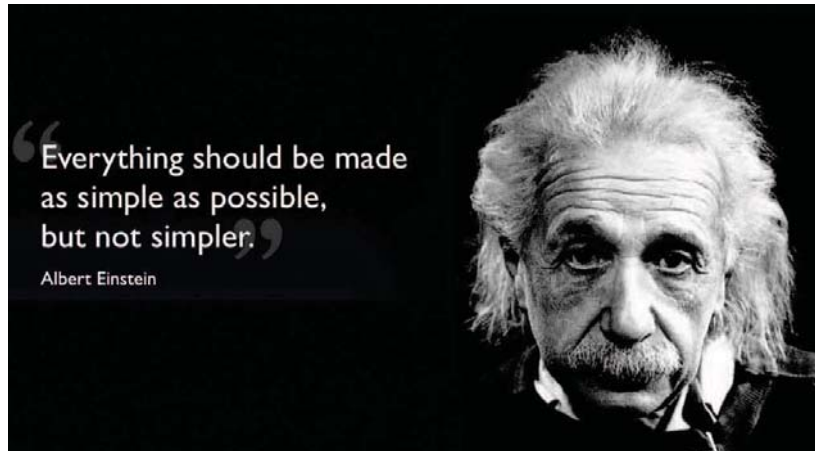 “Everything should be made
as simple as possible,
but not simpler.”
Albert Einstein